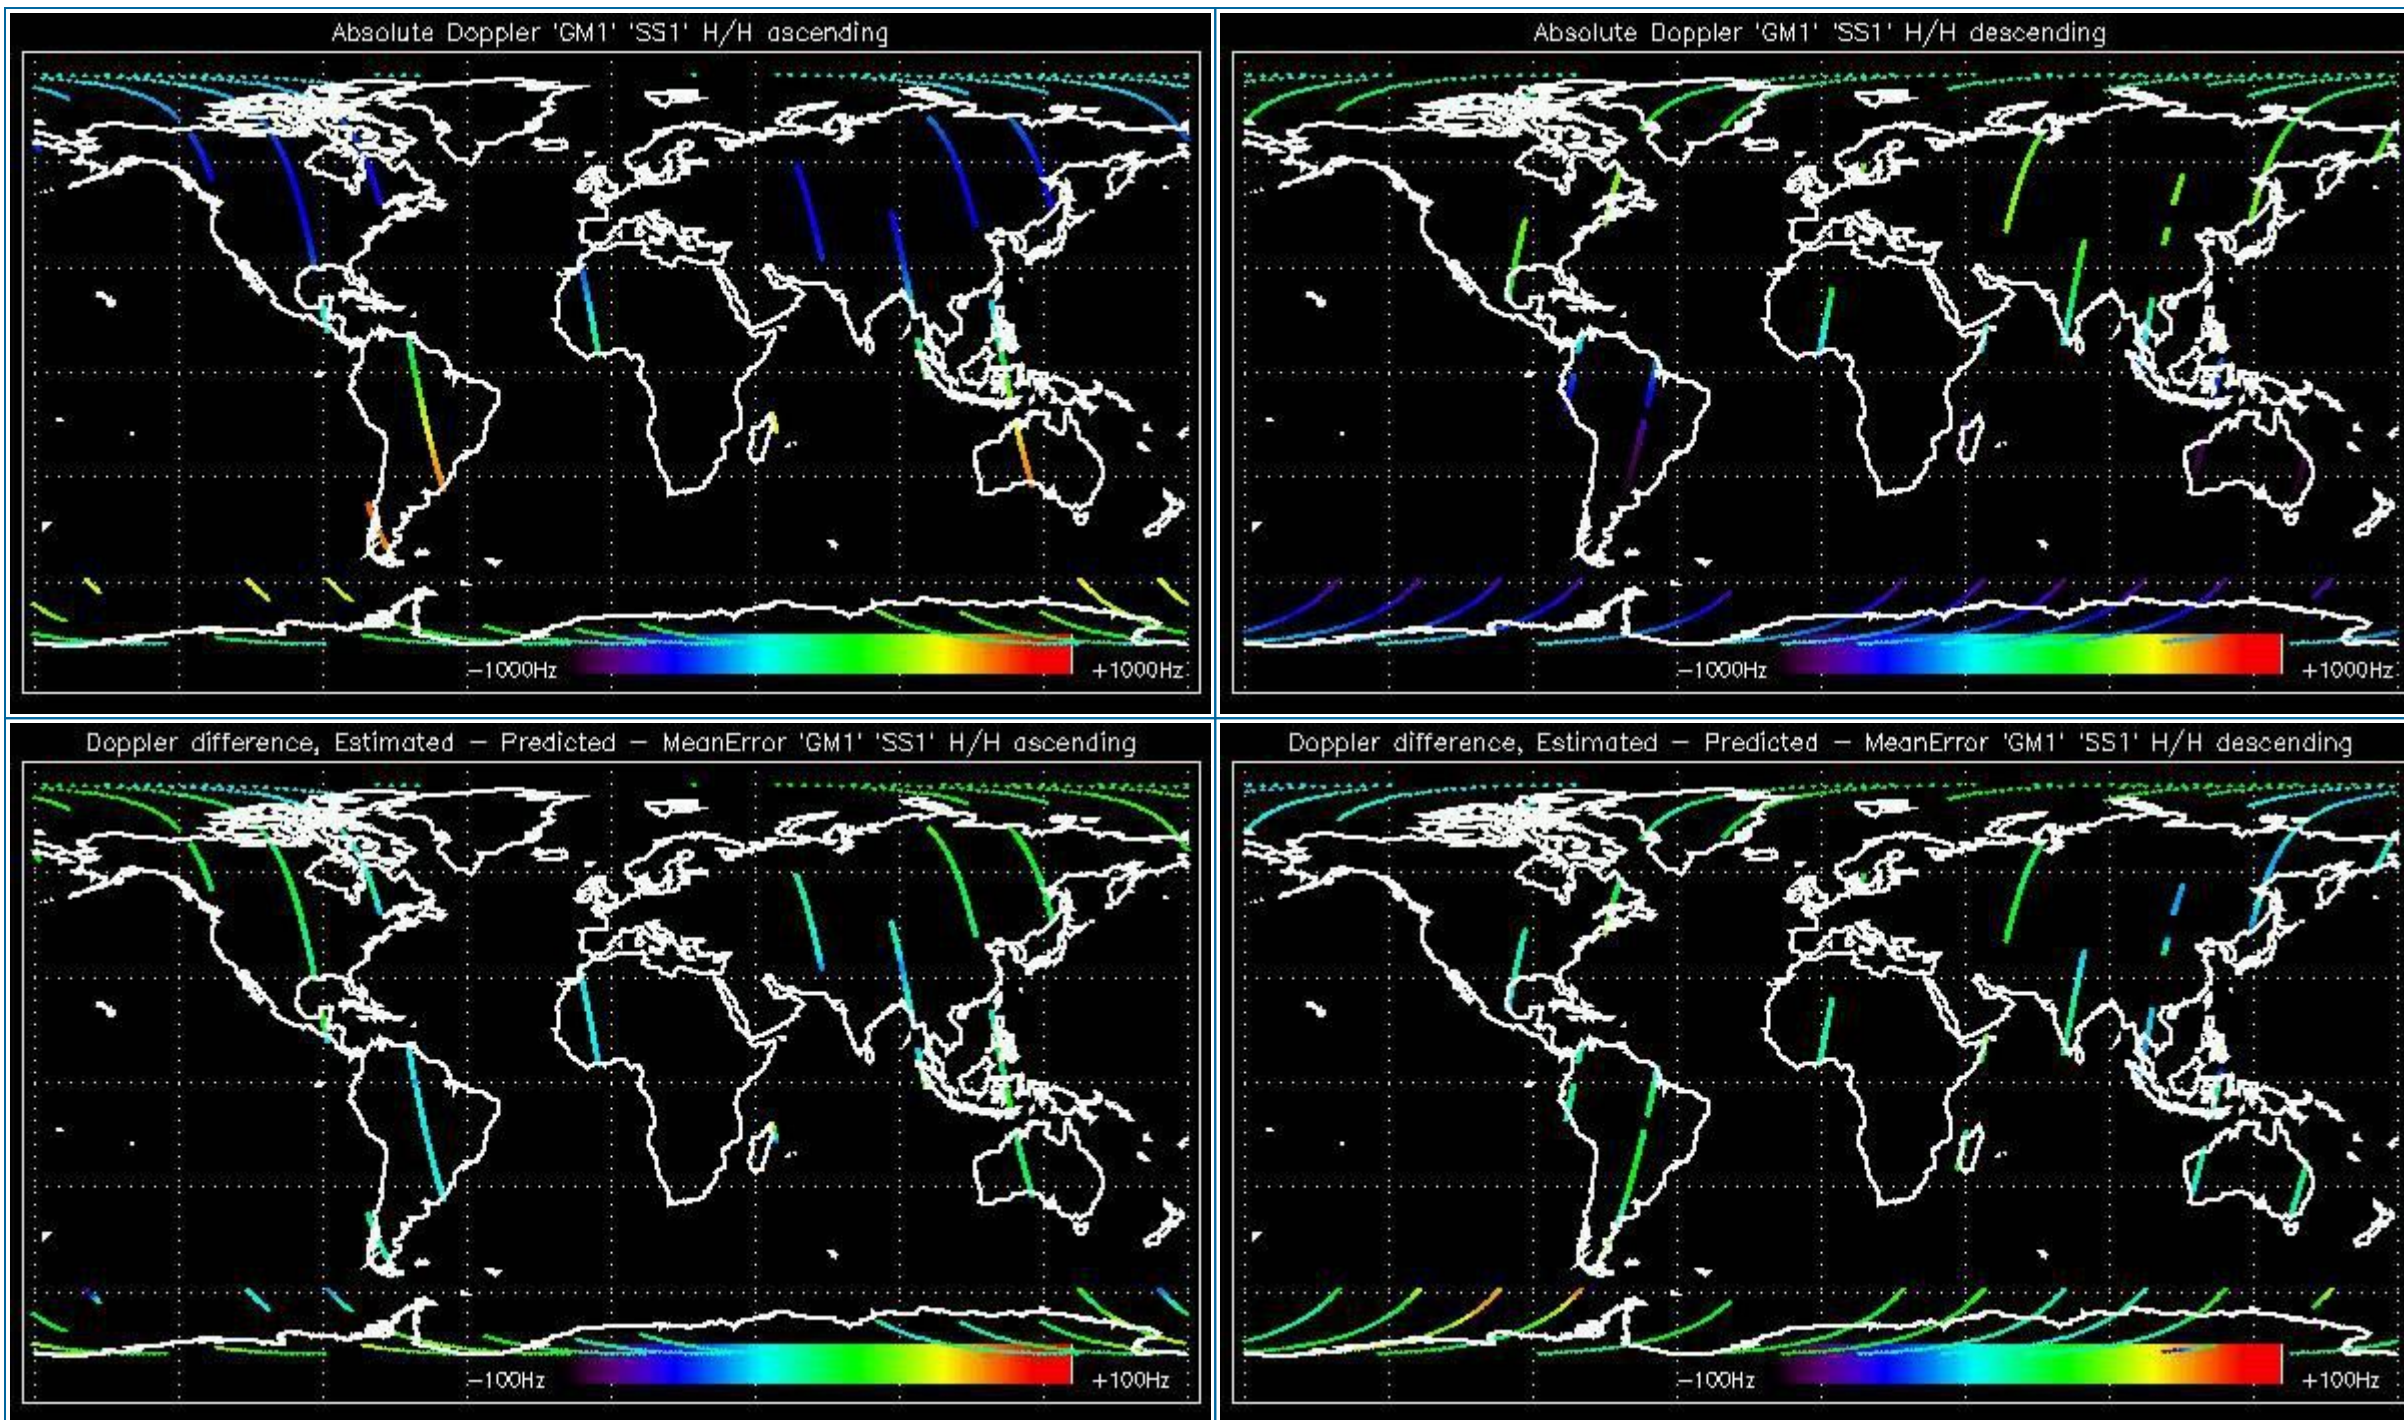 Absolute Doppler 'GM1' 'SS1' H/H ascending
-1000Hz
+1000Hz
Absolute Doppler 'GM1' 'SS1' H/H descending
-1000Hz
+1000Hz
Doppler difference, Estimated - Predicted - MeanError 'GM1' 'SS1' H/H ascending
-100Hz
+100Hz
Doppler difference, Estimated - Predicted - MeanError 'GM1' 'SS1' H/H descending
-100Hz
+100Hz